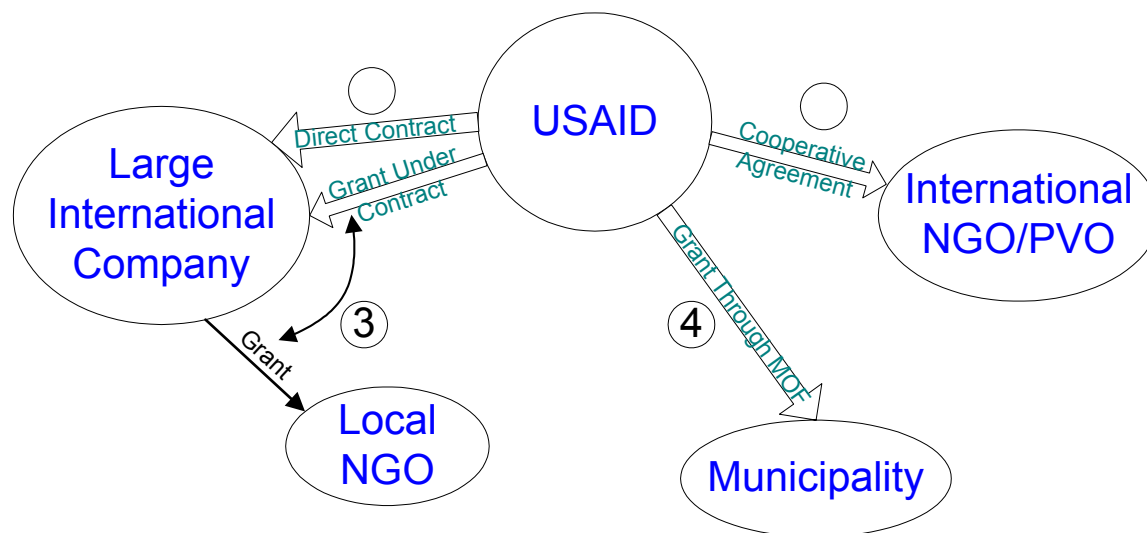 USAID
Direct Contract
Grant Under
Contract
Cooperative
Agreement
Large
International
Company
International
NGO/PVO
3
4
Grant Through MOF
Grant
Local
NGO
Municipality